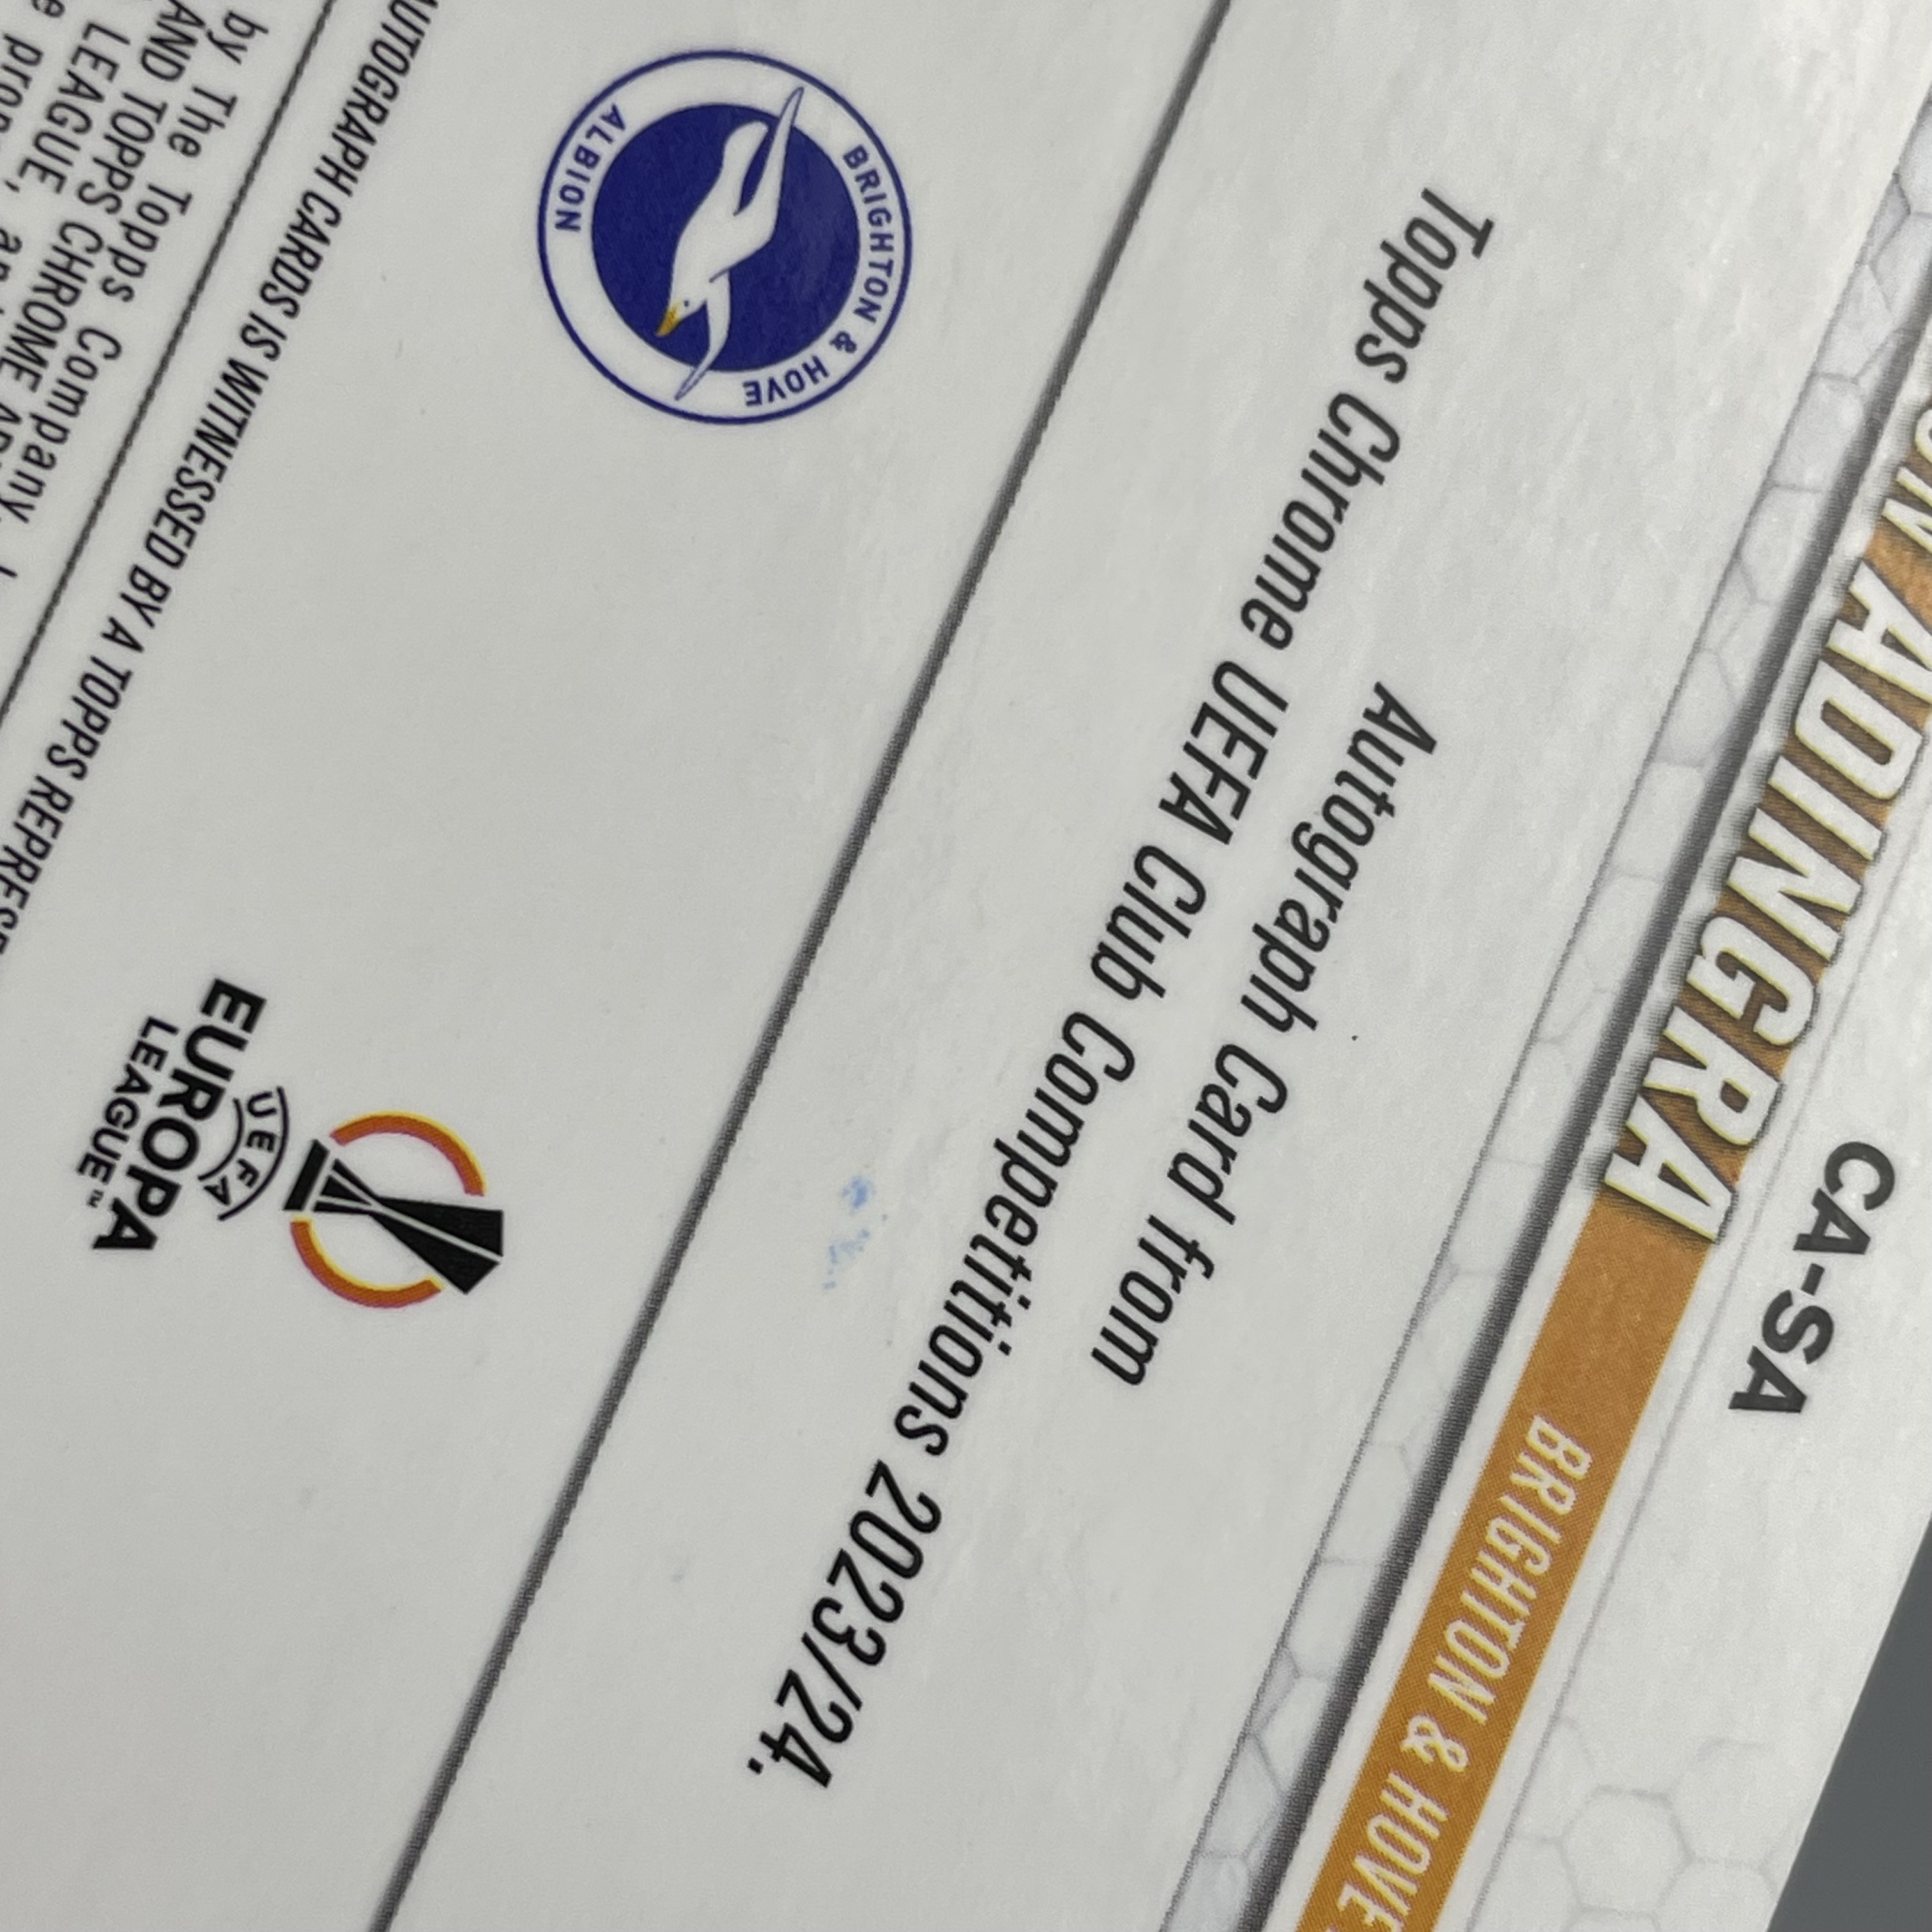 CA-SA
ADINGRA BRIGHTON & HOVE
Autograph Card from
Topps Chrome UEFA Club Competitions 2023/24.
BRIGHTON & HOVE
ALBION
UEFA
EUROPA
LEAGUE™
AUTOGRAPH CARDS IS WITNESSED BY A TOPPS
by The Topps Company,
AND TOPPS CHROME
LEAGUE,